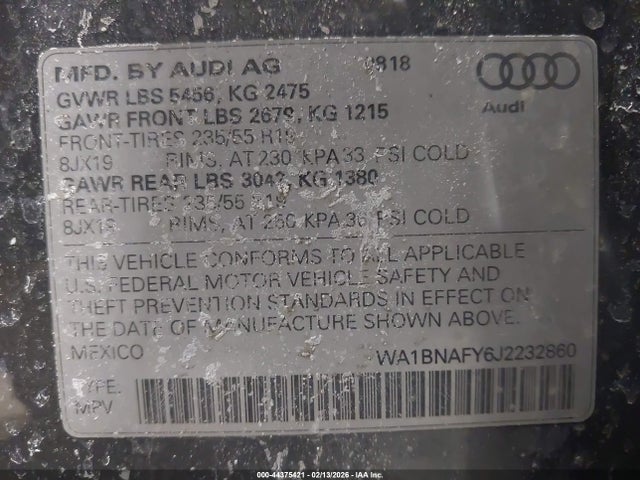 MFD. BY AUDI AG 0818
Audi
GVWR LBS 5456, KG 2475
GAWR FRONT LBS 2679, KG 1215
FRONT-TIRES 235/55 R19
8JX19 RIMS, AT 230 KPA 33 PSI COLD
GAWR REAR LBS 3042, KG 1380
REAR-TIRES 235/55 R19
8JX19 RIMS, AT 250 KPA 36 PSI COLD
THIS VEHICLE CONFORMS TO ALL APPLICABLE
U.S. FEDERAL MOTOR VEHICLE SAFETY AND
THEFT PREVENTION STANDARDS IN EFFECT ON
THE DATE OF MANUFACTURE SHOWN ABOVE.
MEXICO WA1BNAFY6J2232860
TYPE:
MPV
000-44375421 - 02/13/2026 - IAAI.com